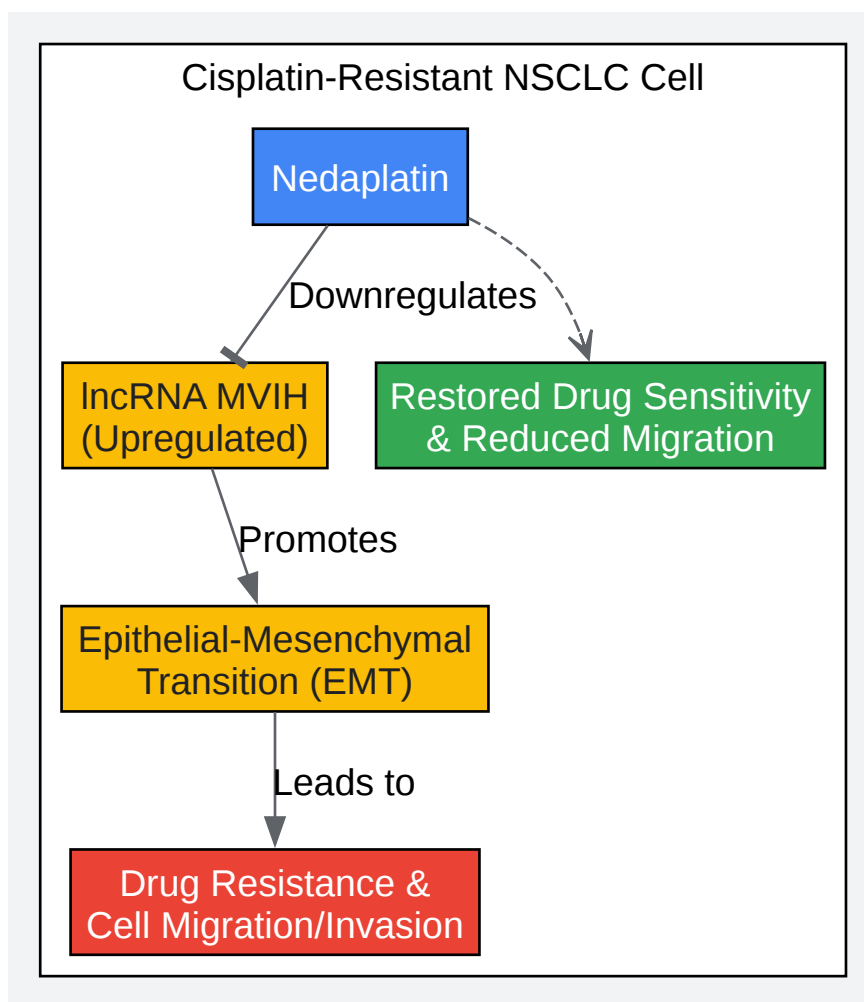 Cisplatin-Resistant NSCLC Cell
Nedaplatin
Downregulates
lncRNA MVIH
(Upregulated)
Restored Drug Sensitivity
& Reduced Migration
Promotes
Epithelial-Mesenchymal
Transition (EMT)
Leads to
Drug Resistance &
Cell Migration/Invasion